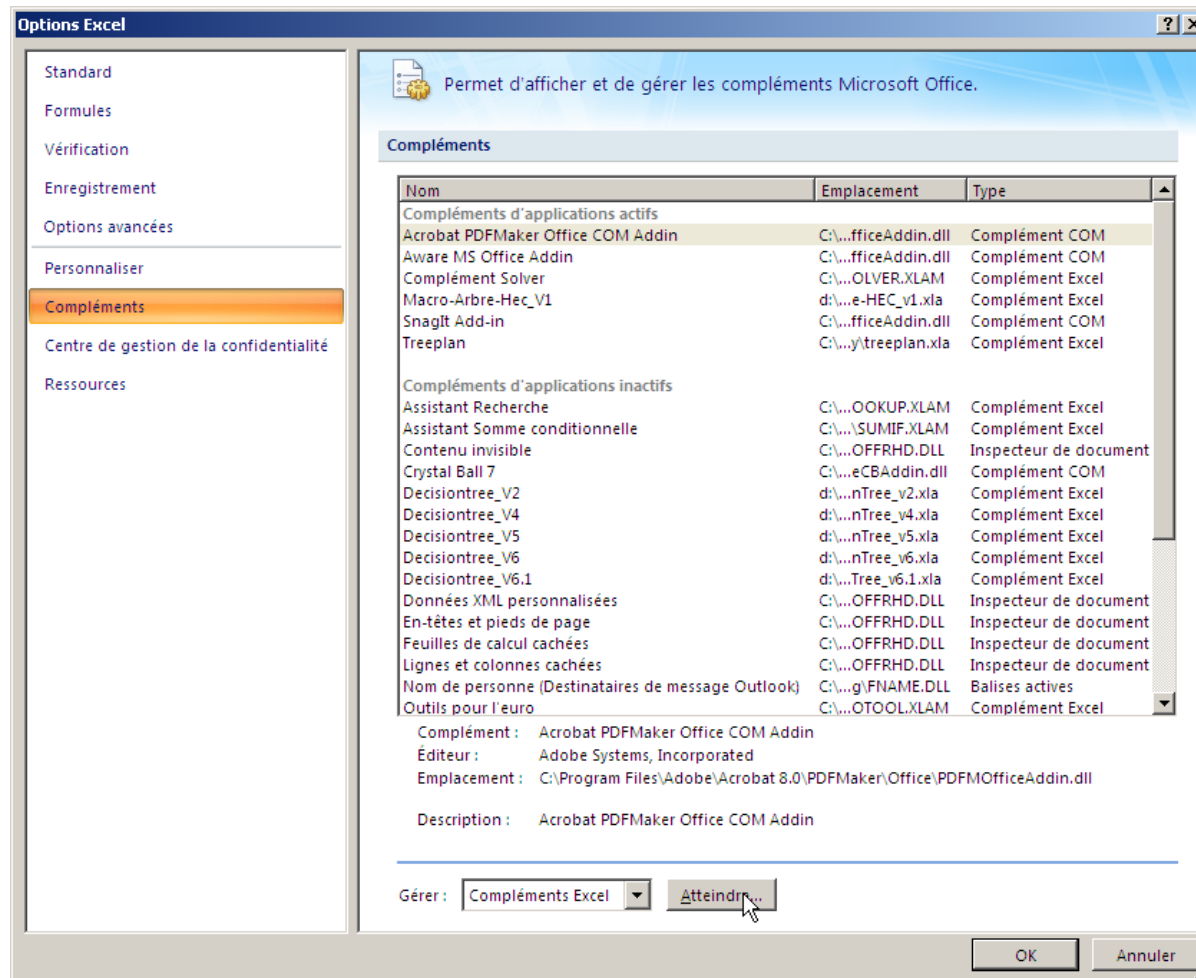 Options Excel
Standard
Formules
Vérification
Enregistrement
Options avancées
Personnaliser
Compléments
Centre de gestion de la confidentialité
Ressources
Permet d'afficher et de gérer les compléments Microsoft Office.
Compléments
Nom Emplacement Type
Compléments d'applications actifs
Acrobat PDFMaker Office COM Addin C:\...fficeAddin.dll Complément COM
Aware MS Office Addin C:\...fficeAddin.dll Complément COM
Complément Solver C:\...OLVER.XLAM Complément Excel
Macro-Arbre-Hec_V1 d:\...e-HEC_v1.xla Complément Excel
SnagIt Add-in C:\...fficeAddin.dll Complément COM
Treeplan C:\...y\treeplan.xla Complément Excel
Compléments d'applications inactifs
Assistant Recherche C:\...OOKUP.XLAM Complément Excel
Assistant Somme conditionnelle C:\...\SUMIF.XLAM Complément Excel
Contenu invisible C:\...OFFRHD.DLL Inspecteur de document
Crystal Ball 7 C:\...eCBAddin.dll Complément COM
Decisiontree_V2 d:\...nTree_v2.xla Complément Excel
Decisiontree_V4 d:\...nTree_v4.xla Complément Excel
Decisiontree_V5 d:\...nTree_v5.xla Complément Excel
Decisiontree_V6 d:\...nTree_v6.xla Complément Excel
Decisiontree_V6.1 d:\...Tree_v6.1.xla Complément Excel
Données XML personnalisées C:\...OFFRHD.DLL Inspecteur de document
En-têtes et pieds de page C:\...OFFRHD.DLL Inspecteur de document
Feuilles de calcul cachées C:\...OFFRHD.DLL Inspecteur de document
Lignes et colonnes cachées C:\...OFFRHD.DLL Inspecteur de document
Nom de personne (Destinataires de message Outlook) C:\...g\FNAME.DLL Balises actives
Outils pour l'euro C:\...OTOOL.XLAM Complément Excel
Complément : Acrobat PDFMaker Office COM Addin
Éditeur : Adobe Systems, Incorporated
Emplacement : C:\Program Files\Adobe\Acrobat 8.0\PDFMaker\Office\PDFMOfficeAddin.dll
Description : Acrobat PDFMaker Office COM Addin
Gérer : Compléments Excel Atteindre...
OK Annuler